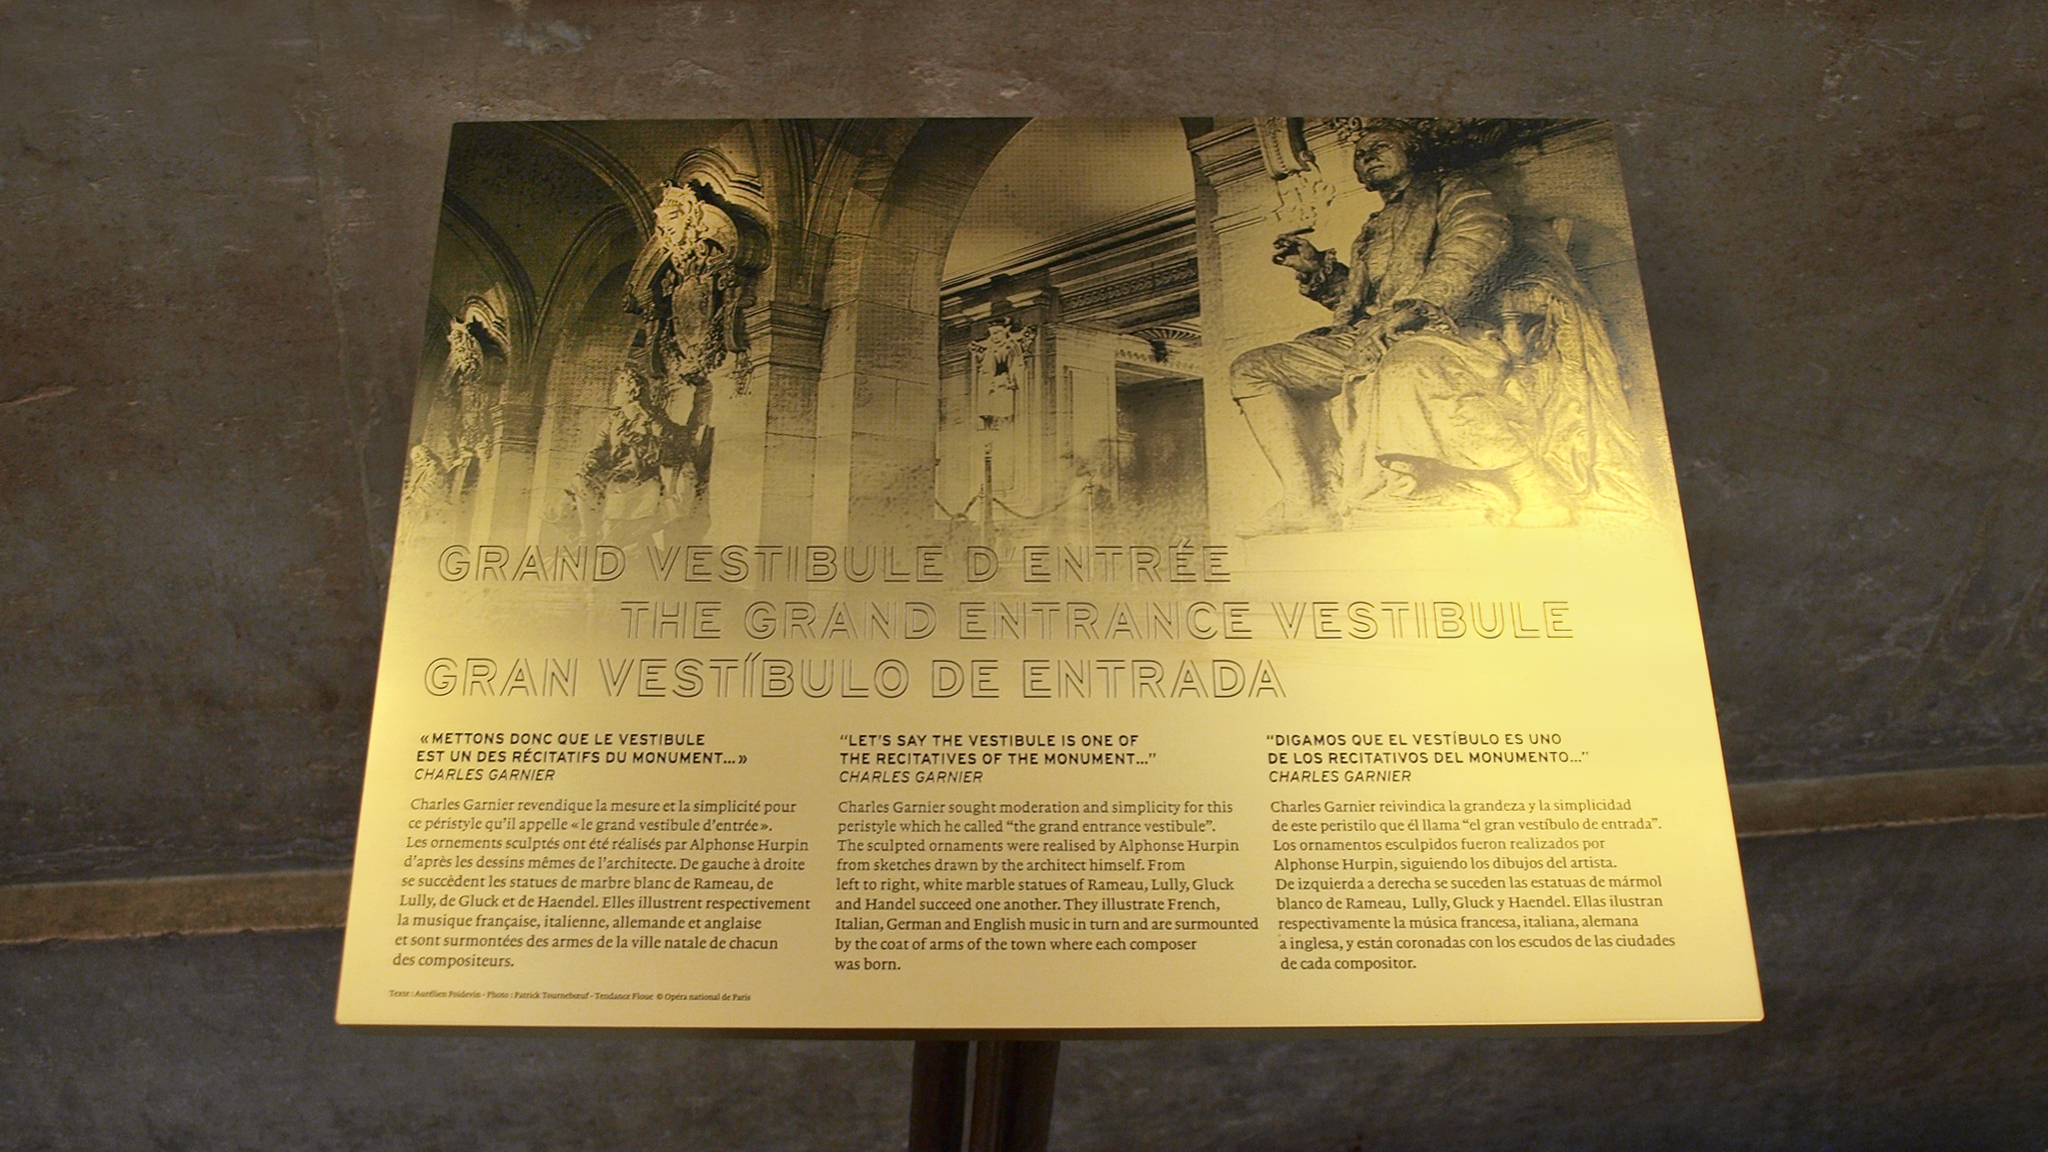 GRAND VESTIBULE D'ENTRÉE
THE GRAND ENTRANCE VESTIBULE
GRAN VESTÍBULO DE ENTRADA
«METTONS DONC QUE LE VESTIBULE
EST UN DES RÉCITATIFS DU MONUMENT...»
CHARLES GARNIER
Charles Garnier revendique la mesure et la simplicité pour
ce péristyle qu'il appelle «le grand vestibule d'entrée».
Les ornements sculptés ont été réalisés par Alphonse Hurpin
d'après les dessins mêmes de l'architecte. De gauche à droite
se succèdent les statues de marbre blanc de Rameau, de
Lully, de Gluck et de Haendel. Elles illustrent respectivement
la musique française, italienne, allemande et anglaise
et sont surmontées des armes de la ville natale de chacun
des compositeurs.
"LET'S SAY THE VESTIBULE IS ONE OF
THE RECITATIVES OF THE MONUMENT..."
CHARLES GARNIER
Charles Garnier sought moderation and simplicity for this
peristyle which he called "the grand entrance vestibule".
The sculpted ornaments were realised by Alphonse Hurpin
from sketches drawn by the architect himself. From
left to right, white marble statues of Rameau, Lully, Gluck
and Handel succeed one another. They illustrate French,
Italian, German and English music in turn and are surmounted
by the coat of arms of the town where each composer
was born.
"DIGAMOS QUE EL VESTÍBULO ES UNO
DE LOS RECITATIVOS DEL MONUMENTO..."
CHARLES GARNIER
Charles Garnier reivindica la grandeza y la simplicidad
de este peristilo que él llama "el gran vestíbulo de entrada".
Los ornamentos esculpidos fueron realizados por
Alphonse Hurpin, siguiendo los dibujos del artista.
De izquierda a derecha se suceden las estatuas de mármol
blanco de Rameau, Lully, Gluck y Haendel. Ellas ilustran
respectivamente la música francesa, italiana, alemana
a inglesa, y están coronadas con los escudos de las ciudades
de cada compositor.
Texte : Aurélien Poidevin - Photo : Patrick Tournebœuf - Tendance Floue © Opéra national de Paris